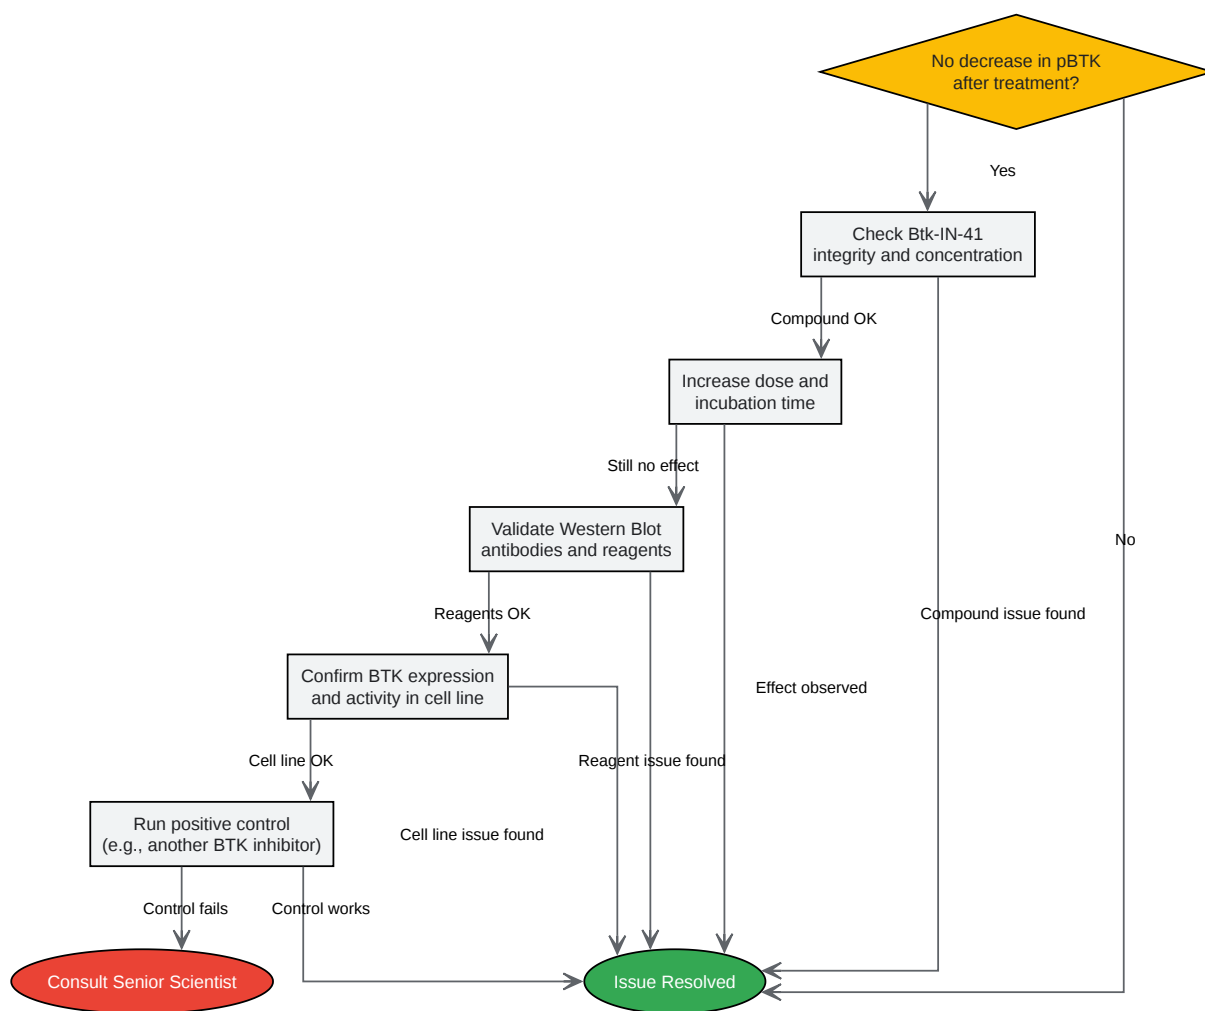 No decrease in pBTK
after treatment?
Yes
Check Btk-IN-41
integrity and concentration
Compound OK
Increase dose and
incubation time
Still no effect
Validate Western Blot
antibodies and reagents
No
Reagents OK
Compound issue found
Confirm BTK expression
and activity in cell line
Effect observed
Cell line OK
Reagent issue found
Run positive control
(e.g., another BTK inhibitor)
Cell line issue found
Control fails
Control works
Consult Senior Scientist
Issue Resolved